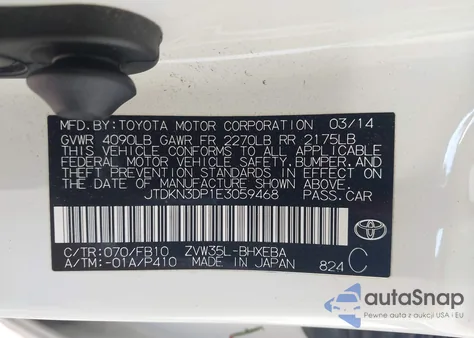 MFD.BY: TOYOTA MOTOR CORPORATION 03/14
GVWR 4090LB GAWR FR 2270LB RR 2175LB
THIS VEHICLE CONFORMS TO ALL APPLICABLE
FEDERAL MOTOR VEHICLE SAFETY, BUMPER, AND
THEFT PREVENTION STANDARDS IN EFFECT ON
THE DATE OF MANUFACTURE SHOWN ABOVE.
JTDKN3DP1E3059468 PASS.CAR
C/TR: 070/FB10 ZVW35L-BHXEBA
A/TM: -01A/P410 MADE IN JAPAN 824 C
autoSnap
Pewne auta z aukcji USA i EU